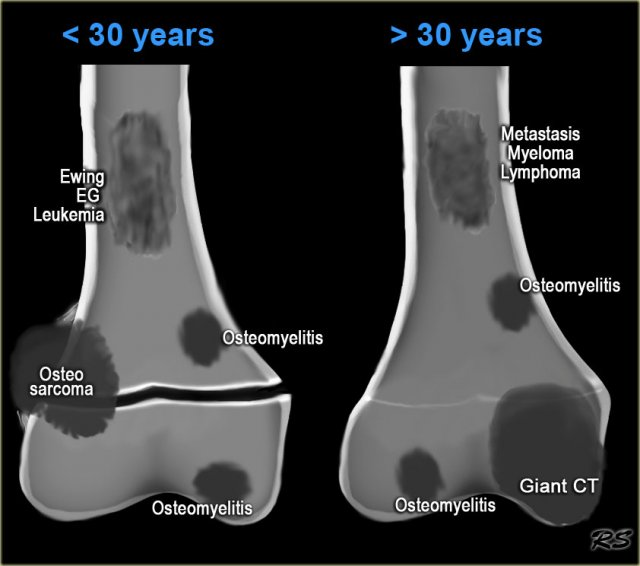 < 30 years
> 30 years
Ewing
EG
Leukemia
Osteomyelitis
Osteo
sarcoma
Osteomyelitis
Metastasis
Myeloma
Lymphoma
Osteomyelitis
Osteomyelitis
Giant CT
RS